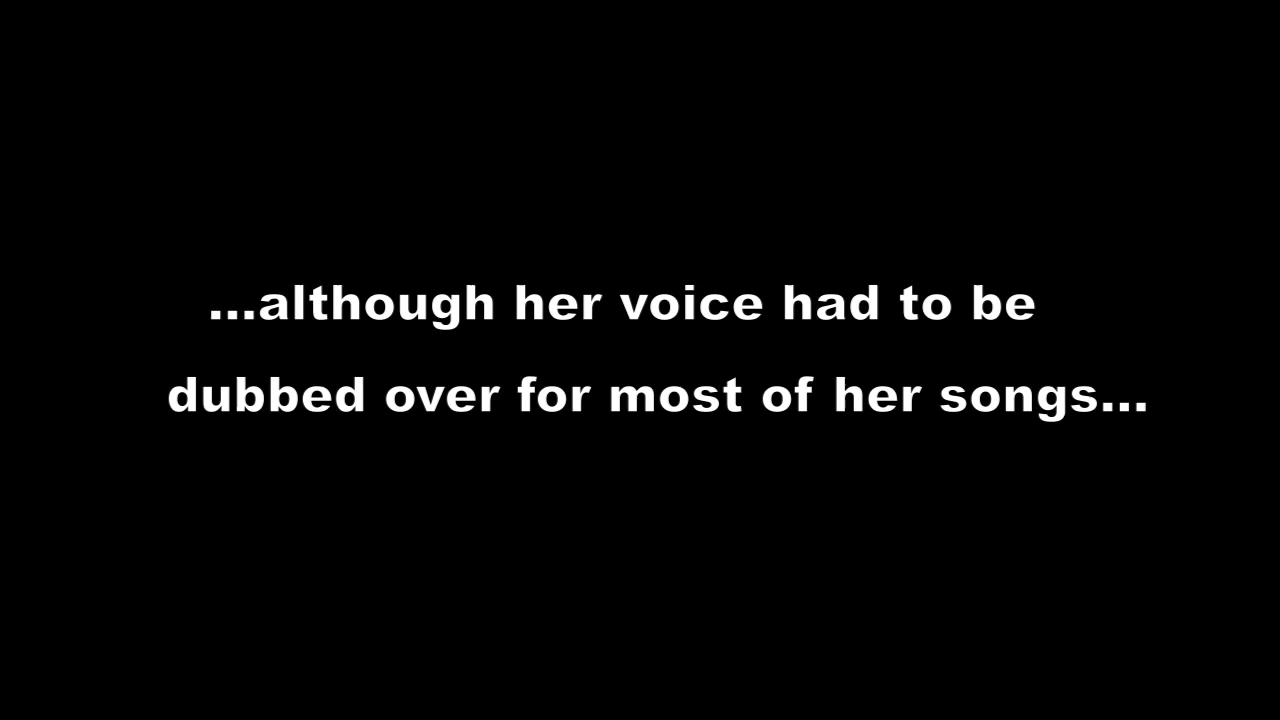 ...although her voice had to be
dubbed over for most of her songs...